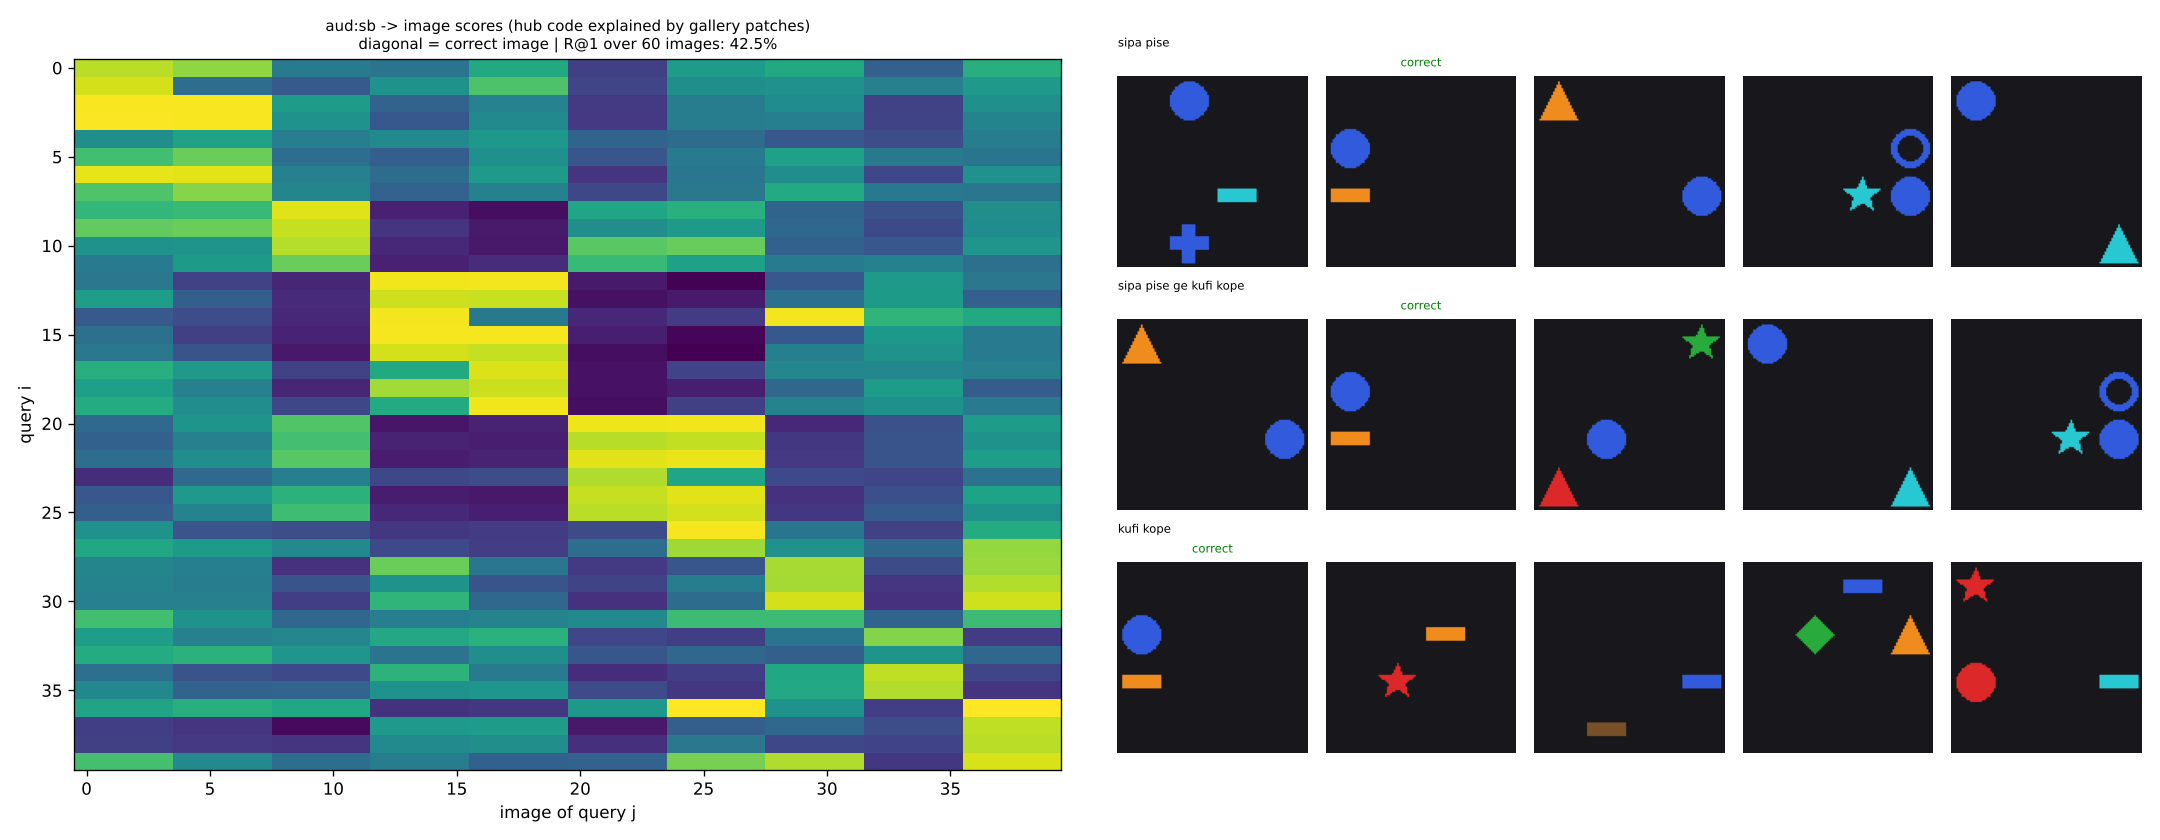 aud:sb -> image scores (hub code explained by gallery patches)
diagonal = correct image | R@1 over 60 images: 42.5%
0
5
10
15
20
25
30
35
query i
0 5 10 15 20 25 30 35
image of query j
sipa pise
correct
sipa pise ge kufi kope
correct
kufi kope
correct